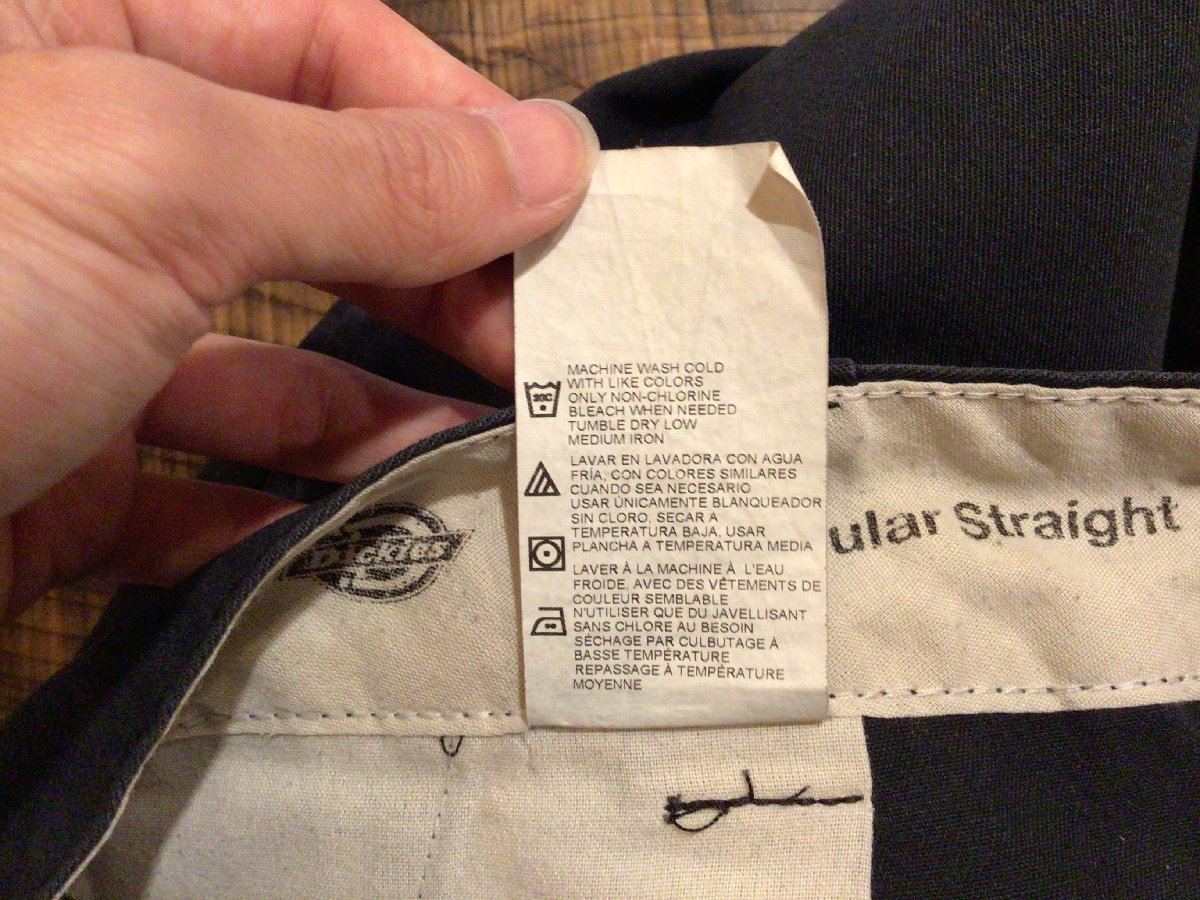 MACHINE WASH COLD
WITH LIKE COLORS
ONLY NON-CHLORINE
BLEACH WHEN NEEDED
TUMBLE DRY LOW
MEDIUM IRON
30C
LAVAR EN LAVADORA CON AGUA
FRÍA, CON COLORES SIMILARES
CUANDO SEA NECESARIO
USAR ÚNICAMENTE BLANQUEADOR
SIN CLORO, SECAR A
TEMPERATURA BAJA, USAR
PLANCHA A TEMPERATURA MEDIA
LAVER À LA MACHINE À L'EAU
FROIDE, AVEC DES VÊTEMENTS DE
COULEUR SEMBLABLE
N'UTILISER QUE DU JAVELLISANT
SANS CHLORE AU BESOIN
SÉCHAGE PAR CULBUTAGE À
BASSE TEMPÉRATURE
REPASSAGE À TEMPÉRATURE
MOYENNE
Dickies
ular Straight